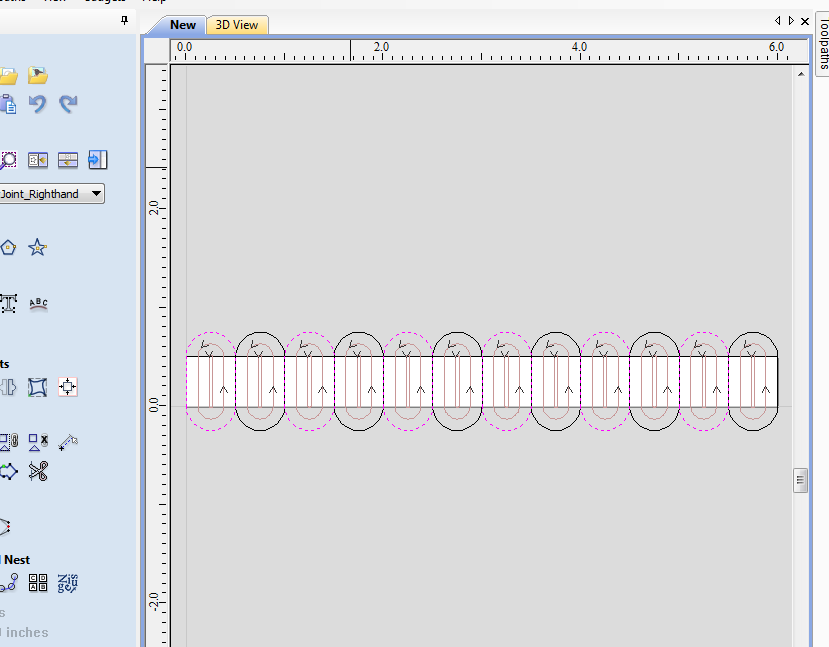 New
3D View
0.0
2.0
4.0
6.0
Toolpaths
Joint_Righthand
2.0
ABC
ts
0.0
Nest
-2.0
s
inches